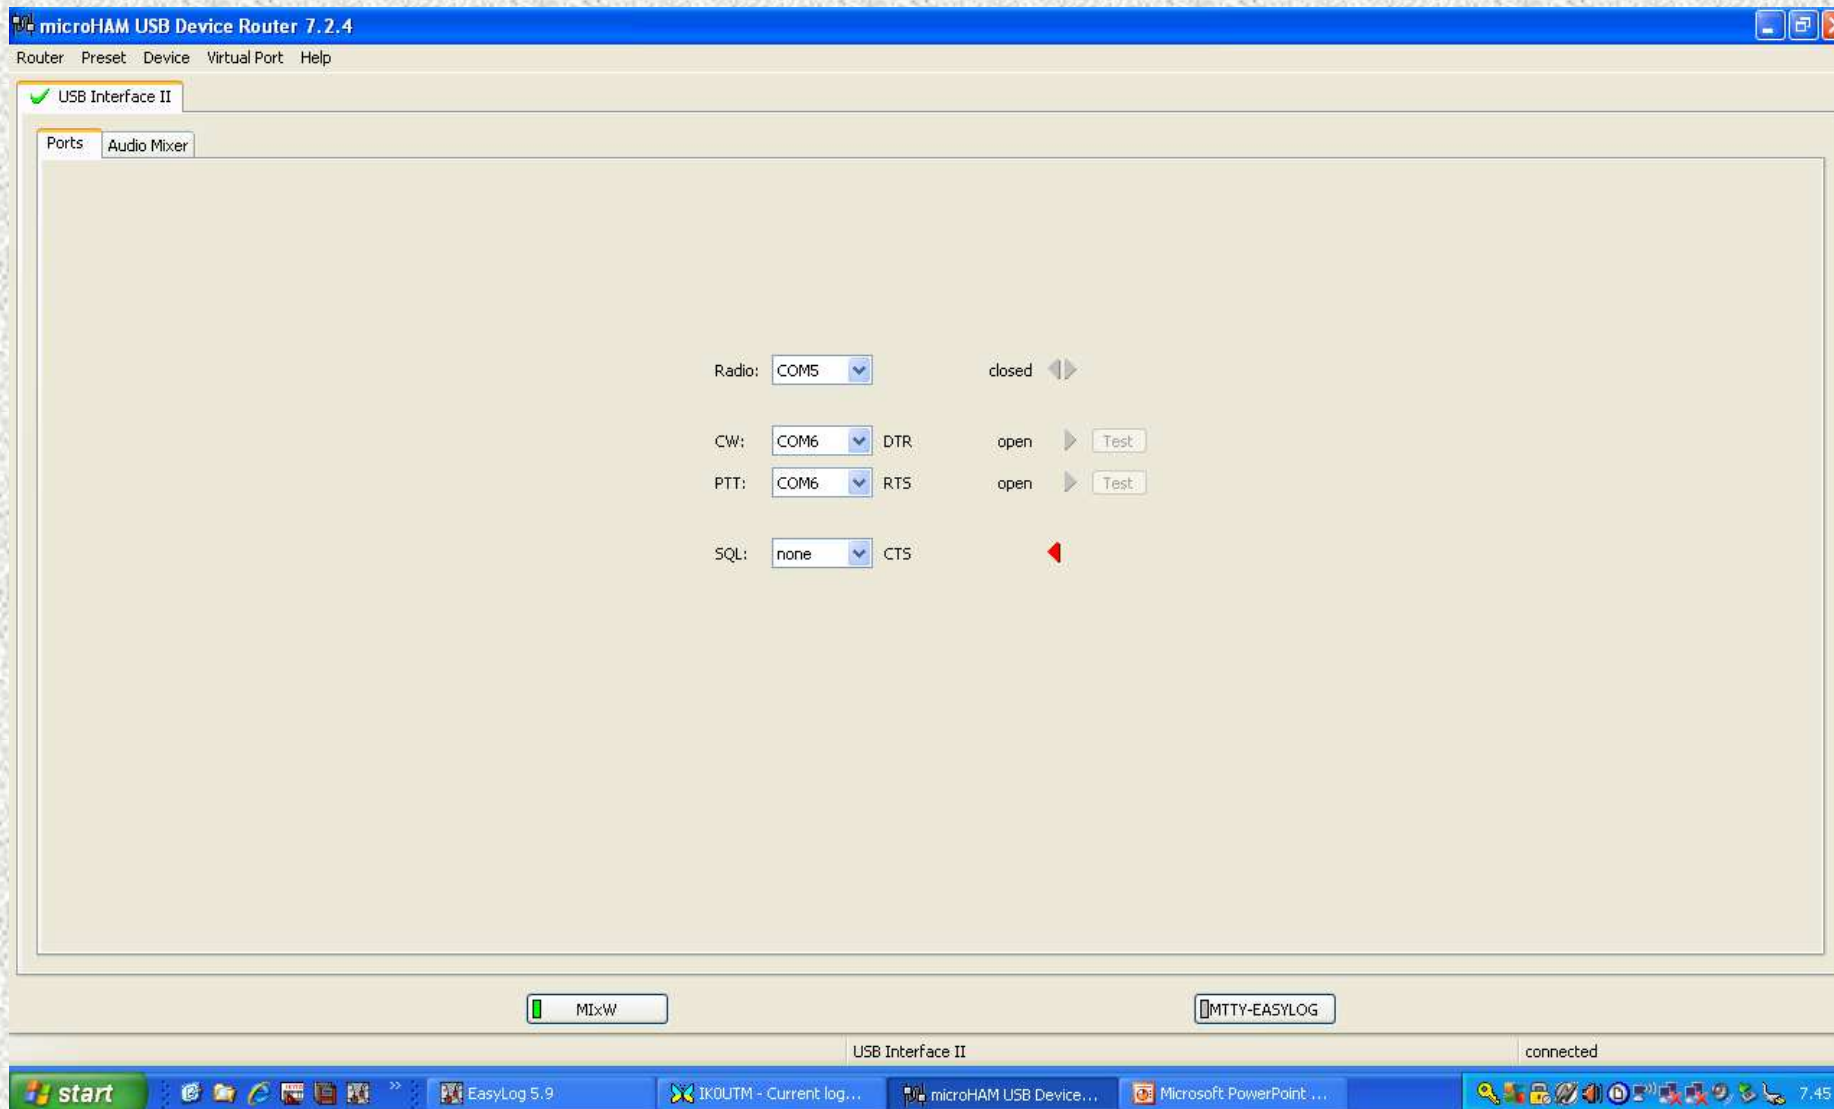 microHAM USB Device Router 7.2.4
Router Preset Device Virtual Port Help
USB Interface II
Ports Audio Mixer
Radio: COM5 closed
CW: COM6 DTR open Test
PTT: COM6 RTS open Test
SQL: none CTS
MIxW MTTY-EASYLOG
USB Interface II connected
start EasyLog 5.9 IK0UTM - Current log... microHAM USB Device... Microsoft PowerPoint ... 7.45